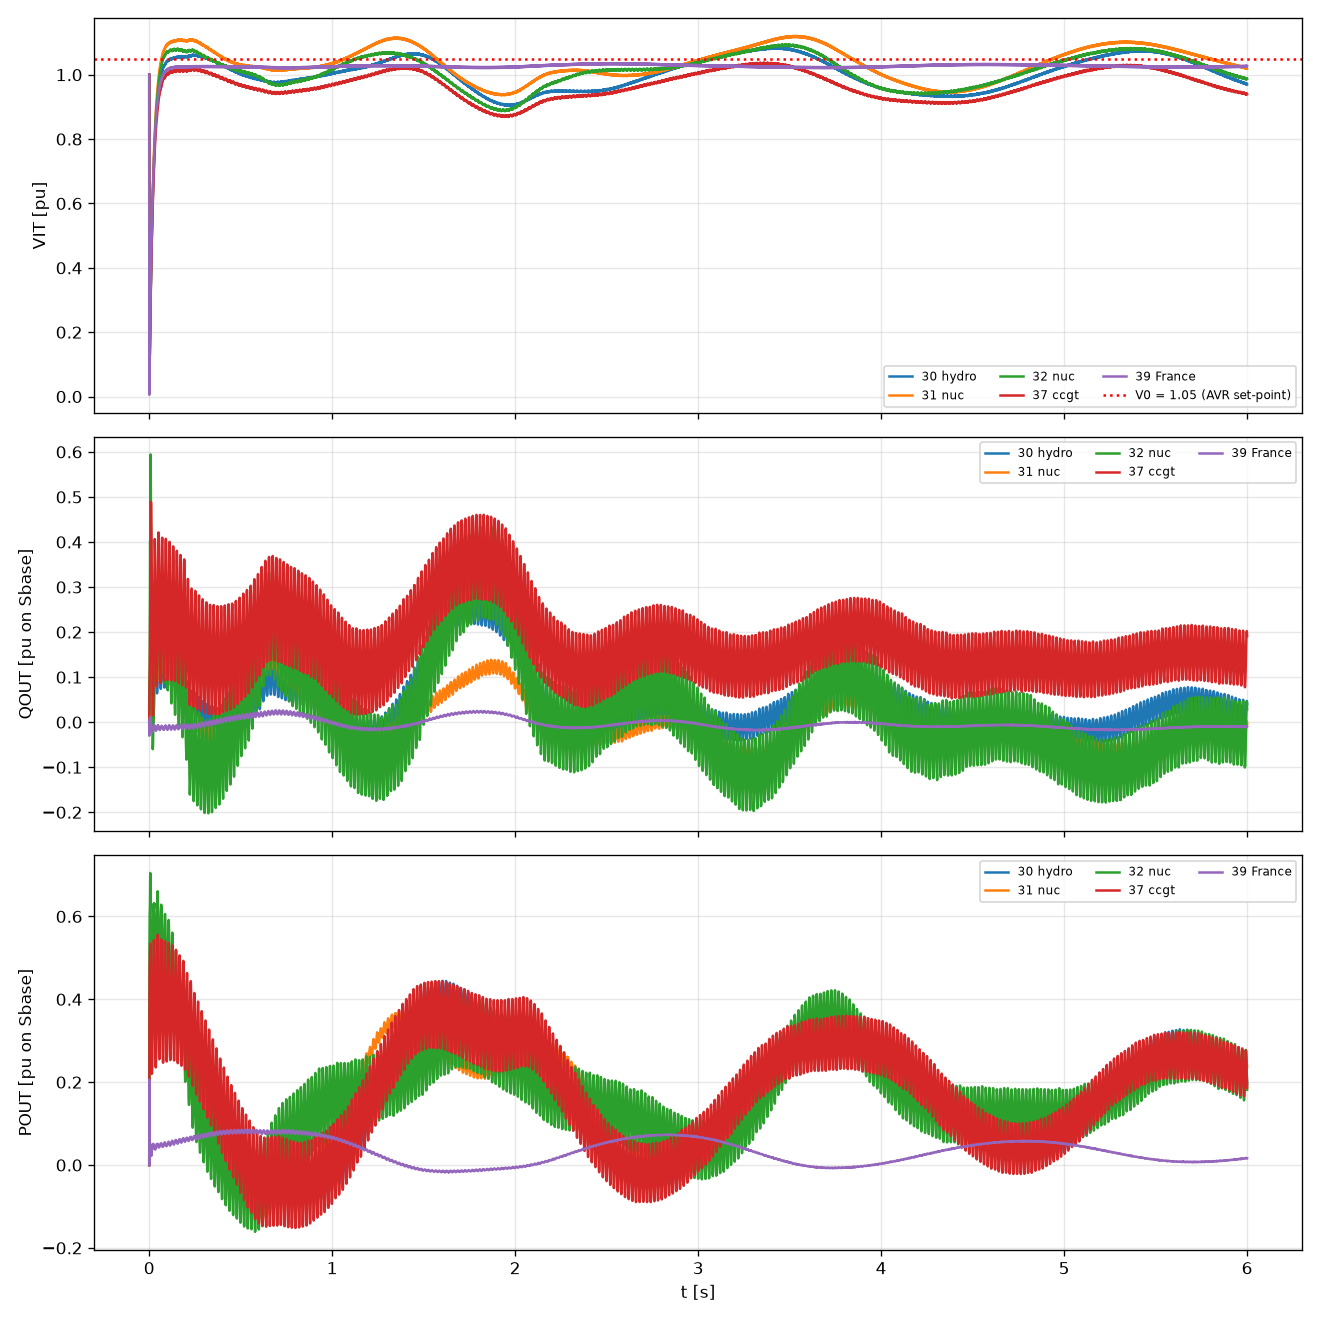 VIT [pu]
1.0
0.8
0.6
0.4
0.2
0.0
30 hydro 32 nuc 39 France
31 nuc 37 ccgt V0 = 1.05 (AVR set-point)
QOUT [pu on Sbase]
0.6
0.5
0.4
0.3
0.2
0.1
0.0
−0.1
−0.2
30 hydro 32 nuc 39 France
31 nuc 37 ccgt
POUT [pu on Sbase]
0.6
0.4
0.2
0.0
−0.2
30 hydro 32 nuc 39 France
31 nuc 37 ccgt
0 1 2 3 4 5 6
t [s]